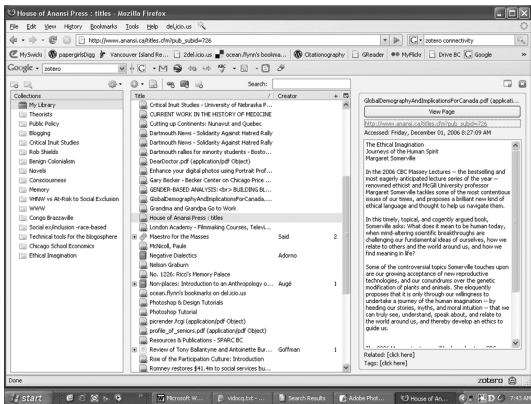 House of Anansi Press : titles - Mozilla Firefox
File Edit View History Bookmarks Tools Help del.icio.us
http://www.anansi.ca/titles.cfm?pub_subid=726
zotero connectivity
MySwicki papergirlsDigg Vancouver Island Re... 2del.icio.us ocean.flynn's bookma... Citationography GReader MyFlickr Drive BC Google
Google zotero
Search:
Collections
My Library
Theorists
Public Policy
Blogging
Critical Inuit Studies
Rob Shields
Benign Colonialism
Novels
Consciousness
Memory
VMNW vs At-Risk to Social Exclusion
WWW
Congo Brazzaville
Social ex/inclusion -race-based
Technical tools for the blogosphere
Chicago School Economics
Ethical Imagination
Title Creator +
Critical Inuit Studies - University of Nebraska P...
CURRENT WORK IN THE HISTORY OF MEDICINE
Cutting up Comments: Nunavut and Quebec
Dartmouth News - Solidarity Against Hatred Rally
Dartmouth News - Solidarity Against Hatred Rally
Dartmouth rallies for minority students - Bosto...
DearDoctor.pdf (application/pdf Object)
Enhance your digital photos using Portrait Prof...
Gary Becker - Becker Center on Chicago Price ...
GENDER-BASED ANALYSIS:<br> BUILDING BL...
GlobalDemographyAndImplicationsForCanada....
Grandma and Grandpa Go to Work
House of Anansi Press : titles
London Academy - Filmmaking Courses, Televi...
Maestro for the Masses Said 2
McNicoll, Paule
Negative Dialectics Adorno
Nelson Graburn
No. 1226: Ricci's Memory Palace
Non-places: Introduction to an Anthropology o... Augé 1
ocean.flynn's bookmarks on del.icio.us
Photoshop & Design Tutorials
Photoshop Tutorial
pirrender.fcgi (application/pdf Object)
profile_of_seniors.pdf (application/pdf Object)
Resources & Publications - SPARC BC
Review of Tony Ballantyne and Antoinette Bur... Goffman 1
Rise of the Participation Culture: Introduction
Romney restores $41.4m to social services bu...
GlobalDemographyAndImplicationsForCanada.pdf (applicati...
View Page
http://www.anansi.ca/titles.cfm?pub_subid=726
Accessed: Friday, December 01, 2006 8:27:09 AM
The Ethical Imagination
Journeys of the Human Spirit
Margaret Somerville
In the 2006 CBC Massey Lectures -- the bestselling and
most eagerly anticipated lecture series of the year --
renowned ethicist and McGill University professor
Margaret Somerville tackles some of the most contentious
issues of our times, and proposes a brilliant new kind of
ethical language and thought to help us navigate them.
In this timely, topical, and cogently argued book,
Somerville asks: What does it mean to be human today,
when mind-altering scientific breakthroughs are
challenging our fundamental ideas of ourselves, how we
relate to others and the world around us, and how we
find meaning in life?
Some of the controversial topics Somerville touches upon
are our growing acceptance of new reproductive
technologies, and our conundrums over the genetic
modification of plants and animals. She eloquently
proposes that it is only through our willingness to
undertake a journey of the human imagination -- by
heeding our stories, myths, and moral intuition -- that we
can truly see, understand, speak about, and relate to
the world around us, and thereby develop an ethics to
guide us.
Related: [click here]
Tags: [click here]
Done
zotero
start
Microsoft W...
vidocq.txt - ...
Search Results
Adobe Phot...
House of An...
7:43 AM